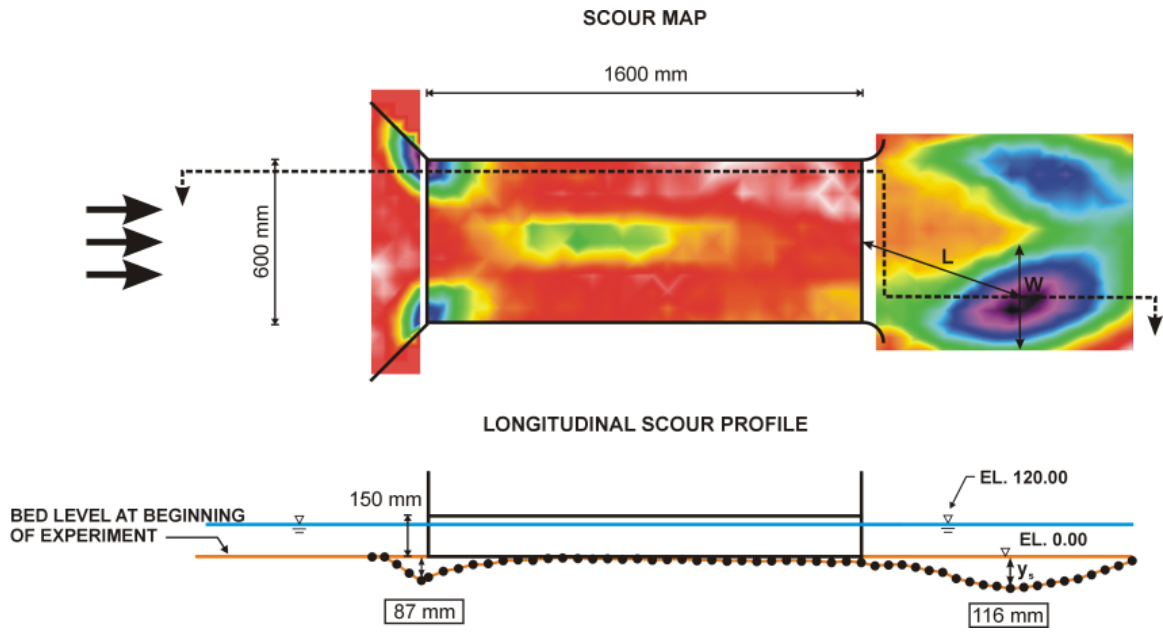 SCOUR MAP
1600 mm
600 mm
L
W
LONGITUDINAL SCOUR PROFILE
150 mm
EL. 120.00
BED LEVEL AT BEGINNING
OF EXPERIMENT
EL. 0.00
ys
87 mm
116 mm